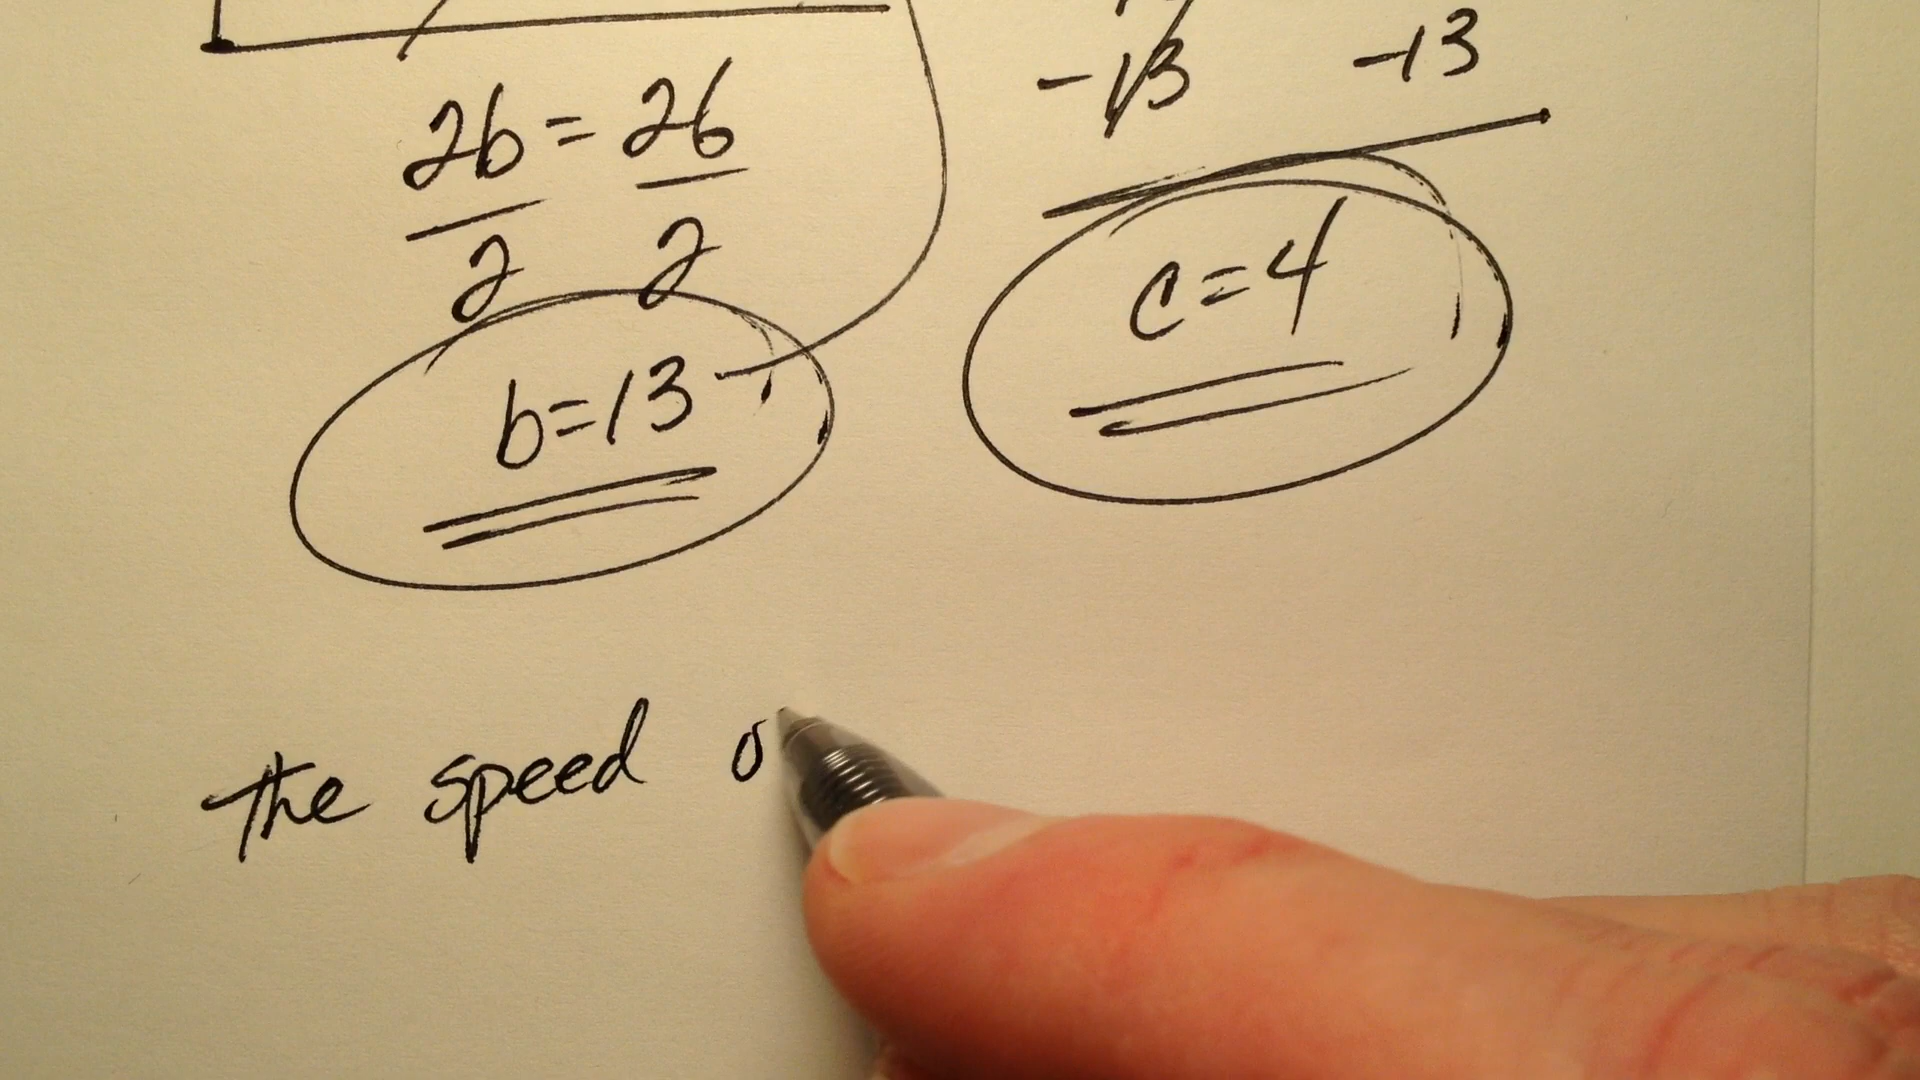 2b = 26
2 2
b=13
-13 -13
c=4
the speed o